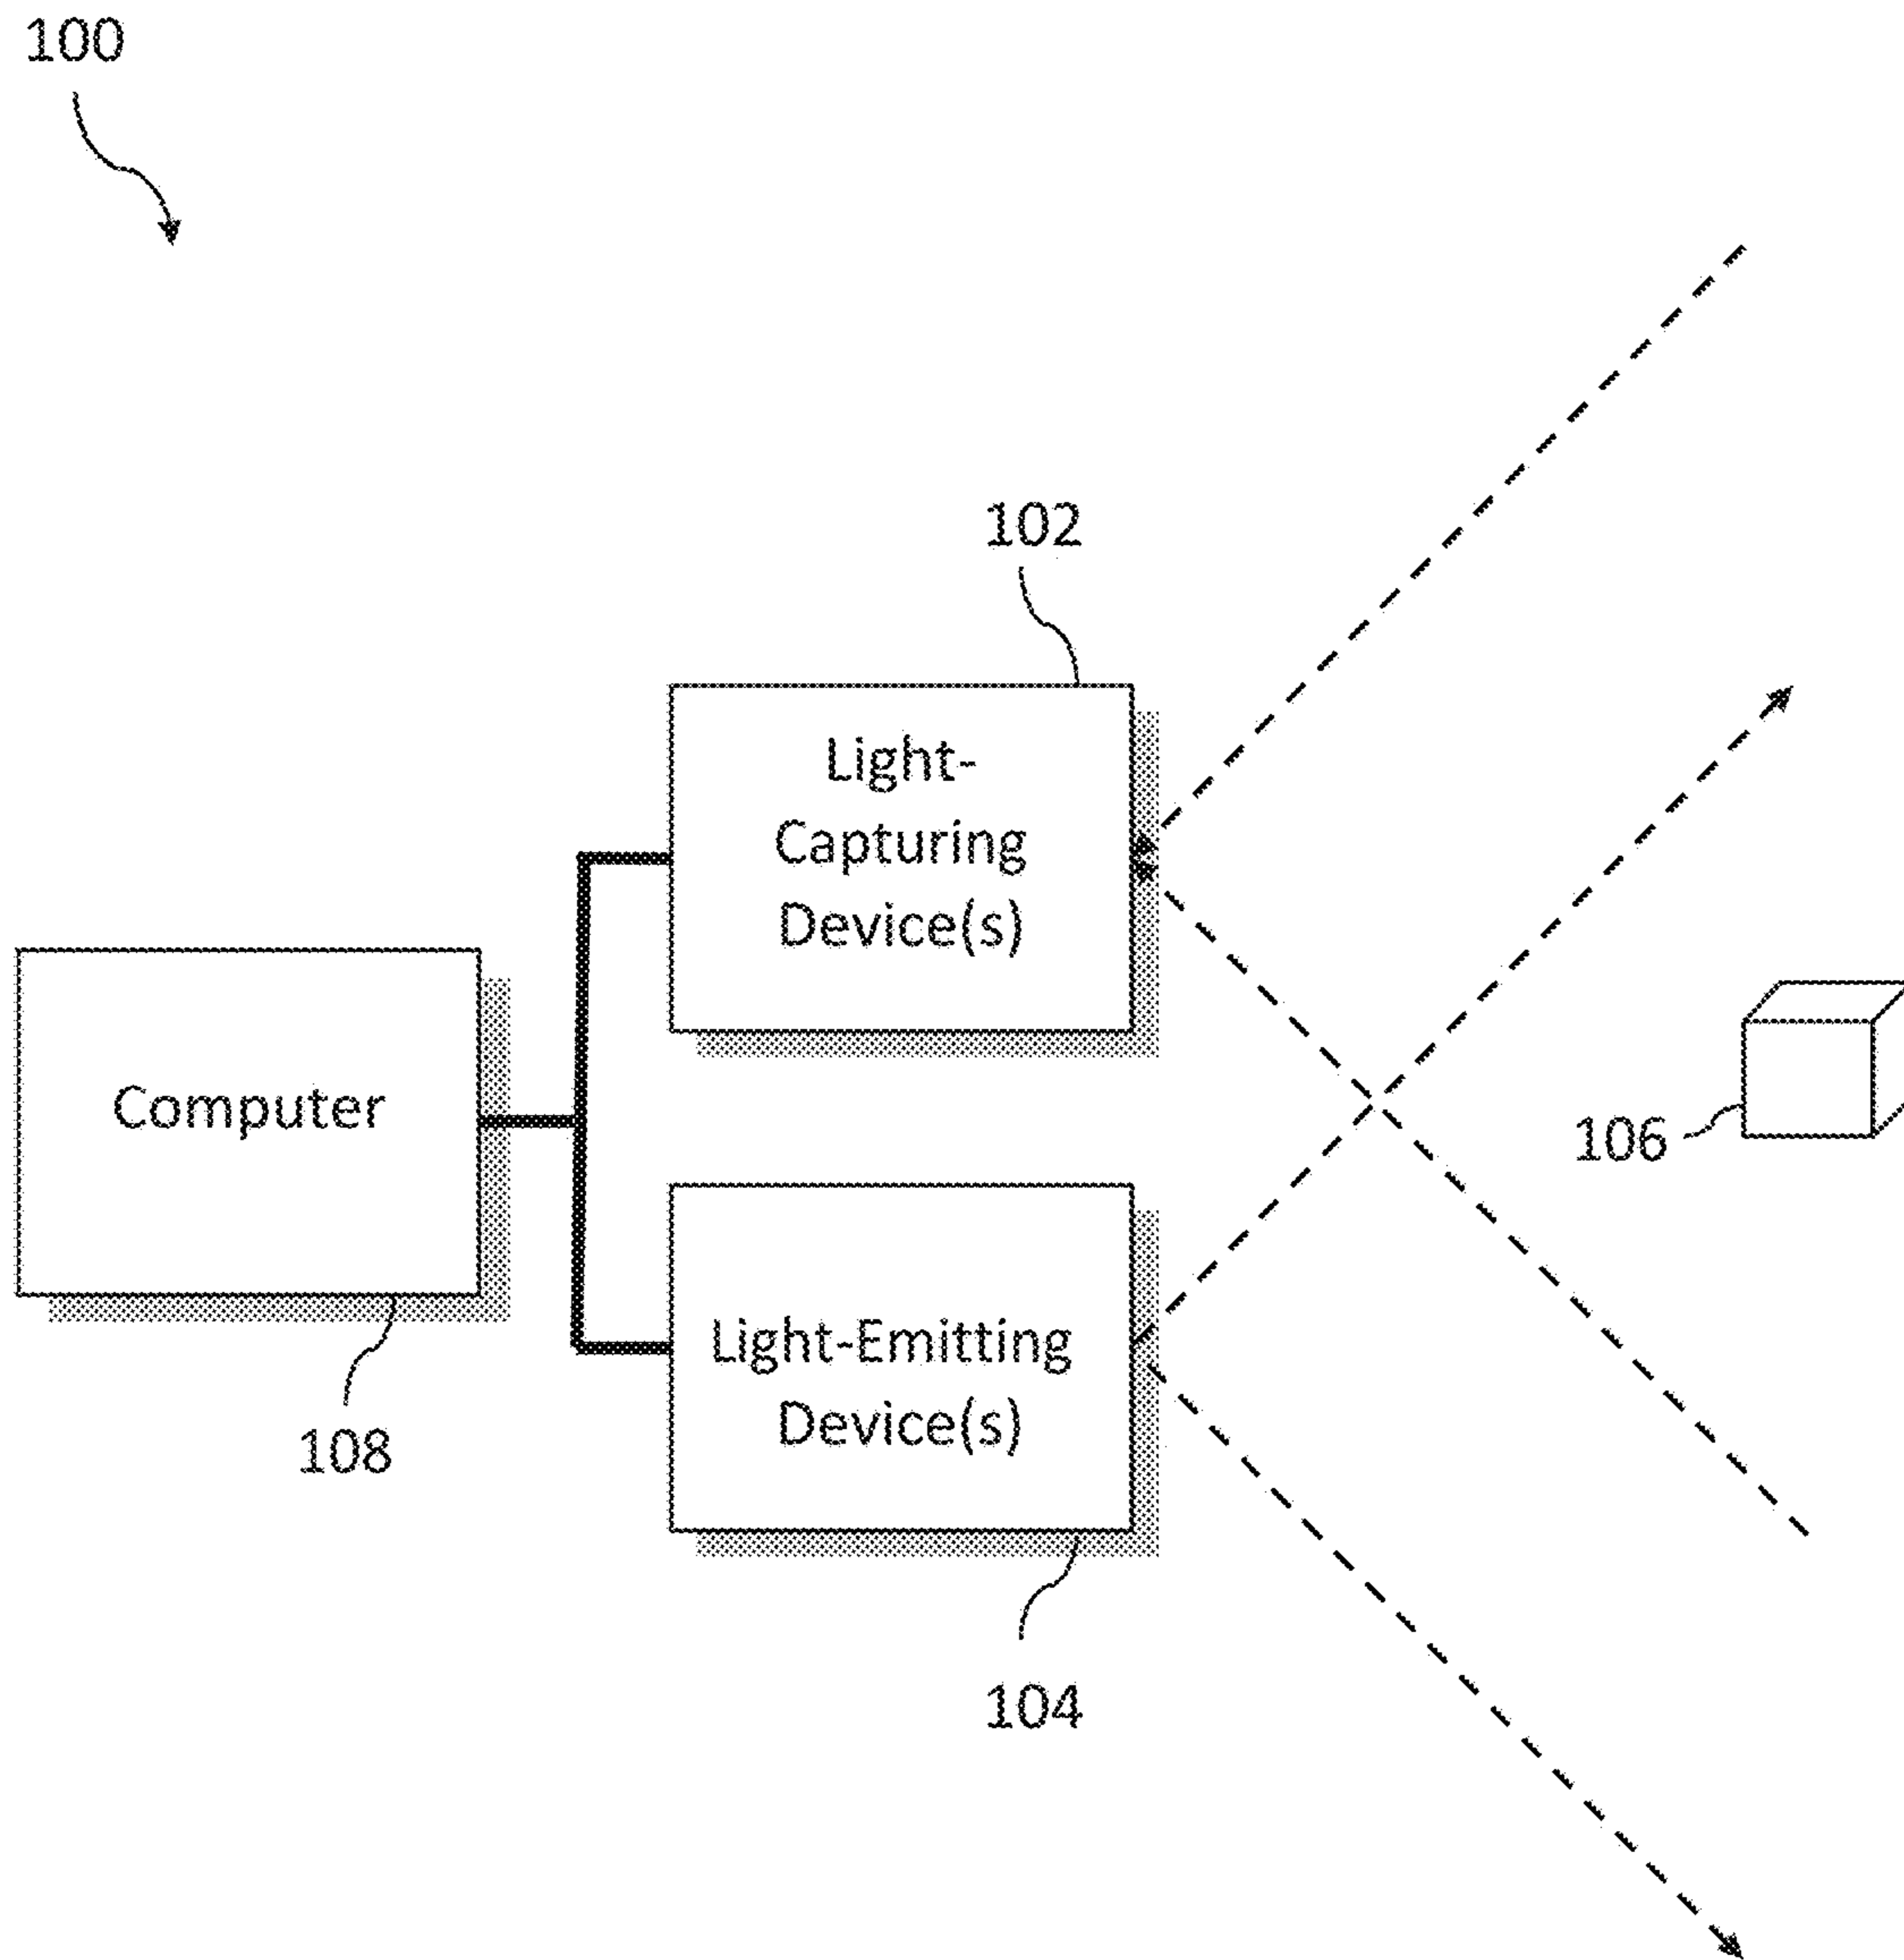 100
102
Light-
Capturing
Device(s)
Computer
106
Light-Emitting
Device(s)
108
104